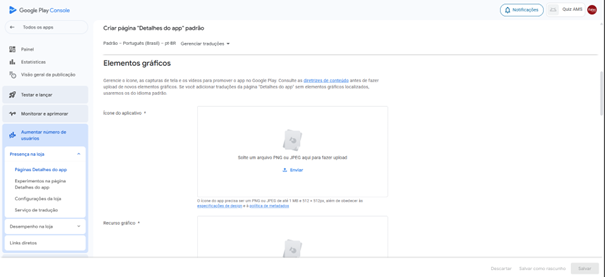 Google Play Console
Notificações
Quiz AMS
Todos os apps
Painel
Estatísticas
Visão geral da publicação
Testar e lançar
Monitorar e aprimorar
Aumentar número de
usuários
Presença na loja
Páginas Detalhes do app
Experimentos na página
Detalhes do app
Configurações da loja
Serviço de tradução
Desempenho na loja
Links diretos
Criar página "Detalhes do app" padrão
Padrão – Português (Brasil) – pt-BR
Gerenciar traduções
Elementos gráficos
Gerencie o ícone, as capturas de tela e os vídeos para promover o app no Google Play. Consulte as diretrizes de conteúdo antes de fazer
upload de novos elementos gráficos. Se você adicionar traduções da página "Detalhes do app" sem elementos gráficos localizados,
usaremos os do idioma padrão.
Ícone do aplicativo *
Solte um arquivo PNG ou JPEG aqui para fazer upload
Enviar
O ícone do app precisa ser um PNG ou JPEG de até 1 MB e 512 x 512px, além de obedecer às
especificações de design e à política de metadados
Recurso gráfico *
Descartar
Salvar como rascunho
Salvar